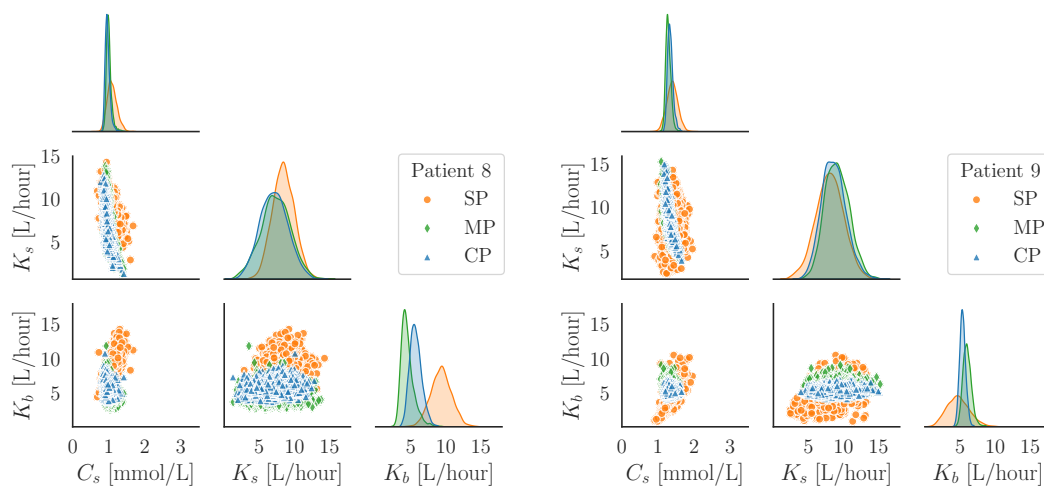 Patient 8
SP
MP
CP
15
10
5
K_s [L/hour]
15
10
5
K_b [L/hour]
0 1 2 3
C_s [mmol/L]
5 10 15
K_s [L/hour]
5 10 15
K_b [L/hour]
Patient 9
SP
MP
CP
15
10
5
K_s [L/hour]
15
10
5
K_b [L/hour]
0 1 2 3
C_s [mmol/L]
5 10 15
K_s [L/hour]
5 10 15
K_b [L/hour]